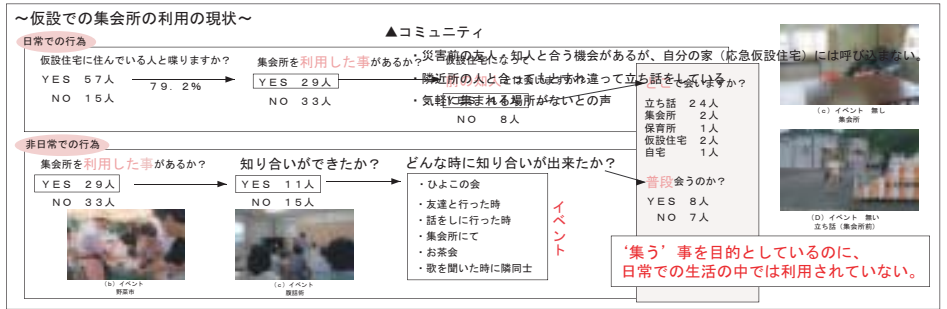 ～仮設での集会所の利用の現状～
▲コミュニティ
日常での行為
仮設住宅に住んでいる人と喋りますか？
YES 57人
NO 15人
79．2％
集会所を利用した事があるか？
YES 29人
NO 33人
・災害前の友人・知人と合う機会があるが、自分の家（応急仮設住宅）には呼び込まない。
・隣近所の人と会ってもすれ違って立ち話をしている
・気軽に集まれる場所がないとの声
NO 8人
どこで会いますか？
立ち話 24人
集会所 2人
保育所 1人
仮設住宅 2人
自宅 1人
（c）イベント 無し
集会所
非日常での行為
集会所を利用した事があるか？
YES 29人
NO 33人
知り合いができたか？
YES 11人
NO 15人
どんな時に知り合いが出来たか？
・ひよこの会
・友達と行った時
・話をしに行った時
・集会所にて
・お茶会
・歌を聞いた時に隣同士
イベント
普段会うのか？
YES 8人
NO 7人
（D）イベント 無い
立ち話（集会所前）
（b）イベント
野菜市
（c）イベント
腹話術
‘集う’事を目的としているのに、
日常での生活の中では利用されていない。